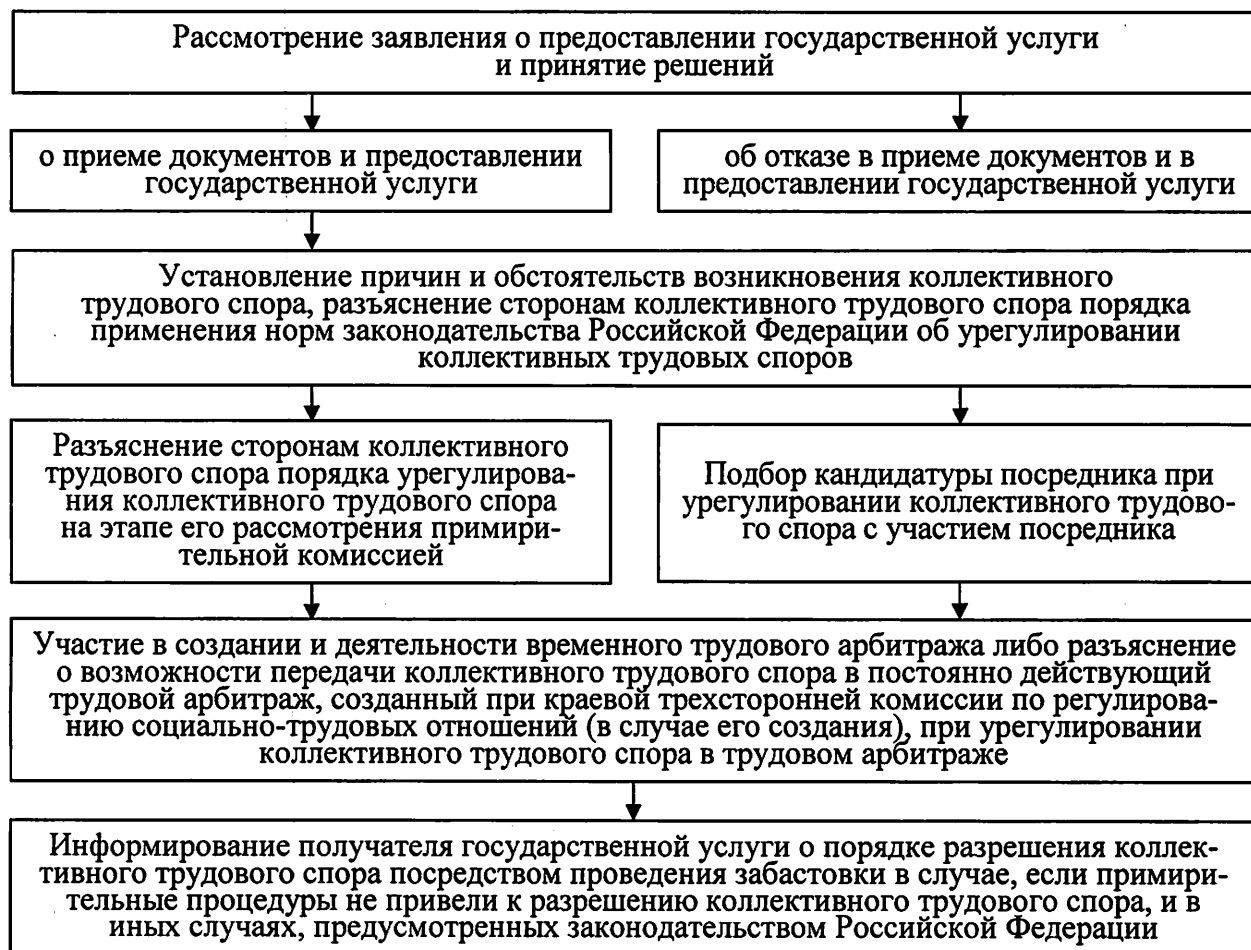 Рассмотрение заявления о предоставлении государственной услуги
и принятие решений
о приеме документов и предоставлении
государственной услуги
об отказе в приеме документов и в
предоставлении государственной услуги
Установление причин и обстоятельств возникновения коллективного
трудового спора, разъяснение сторонам коллективного трудового спора порядка
применения норм законодательства Российской Федерации об урегулировании
коллективных трудовых споров
Разъяснение сторонам коллективного
трудового спора порядка урегулирова-
ния коллективного трудового спора
на этапе его рассмотрения примири-
тельной комиссией
Подбор кандидатуры посредника при
урегулировании коллективного трудово-
го спора с участием посредника
Участие в создании и деятельности временного трудового арбитража либо разъяснение
о возможности передачи коллективного трудового спора в постоянно действующий
трудовой арбитраж, созданный при краевой трехсторонней комиссии по регулирова-
нию социально-трудовых отношений (в случае его создания), при урегулировании
коллективного трудового спора в трудовом арбитраже
Информирование получателя государственной услуги о порядке разрешения коллек-
тивного трудового спора посредством проведения забастовки в случае, если примири-
тельные процедуры не привели к разрешению коллективного трудового спора, и в
иных случаях, предусмотренных законодательством Российской Федерации